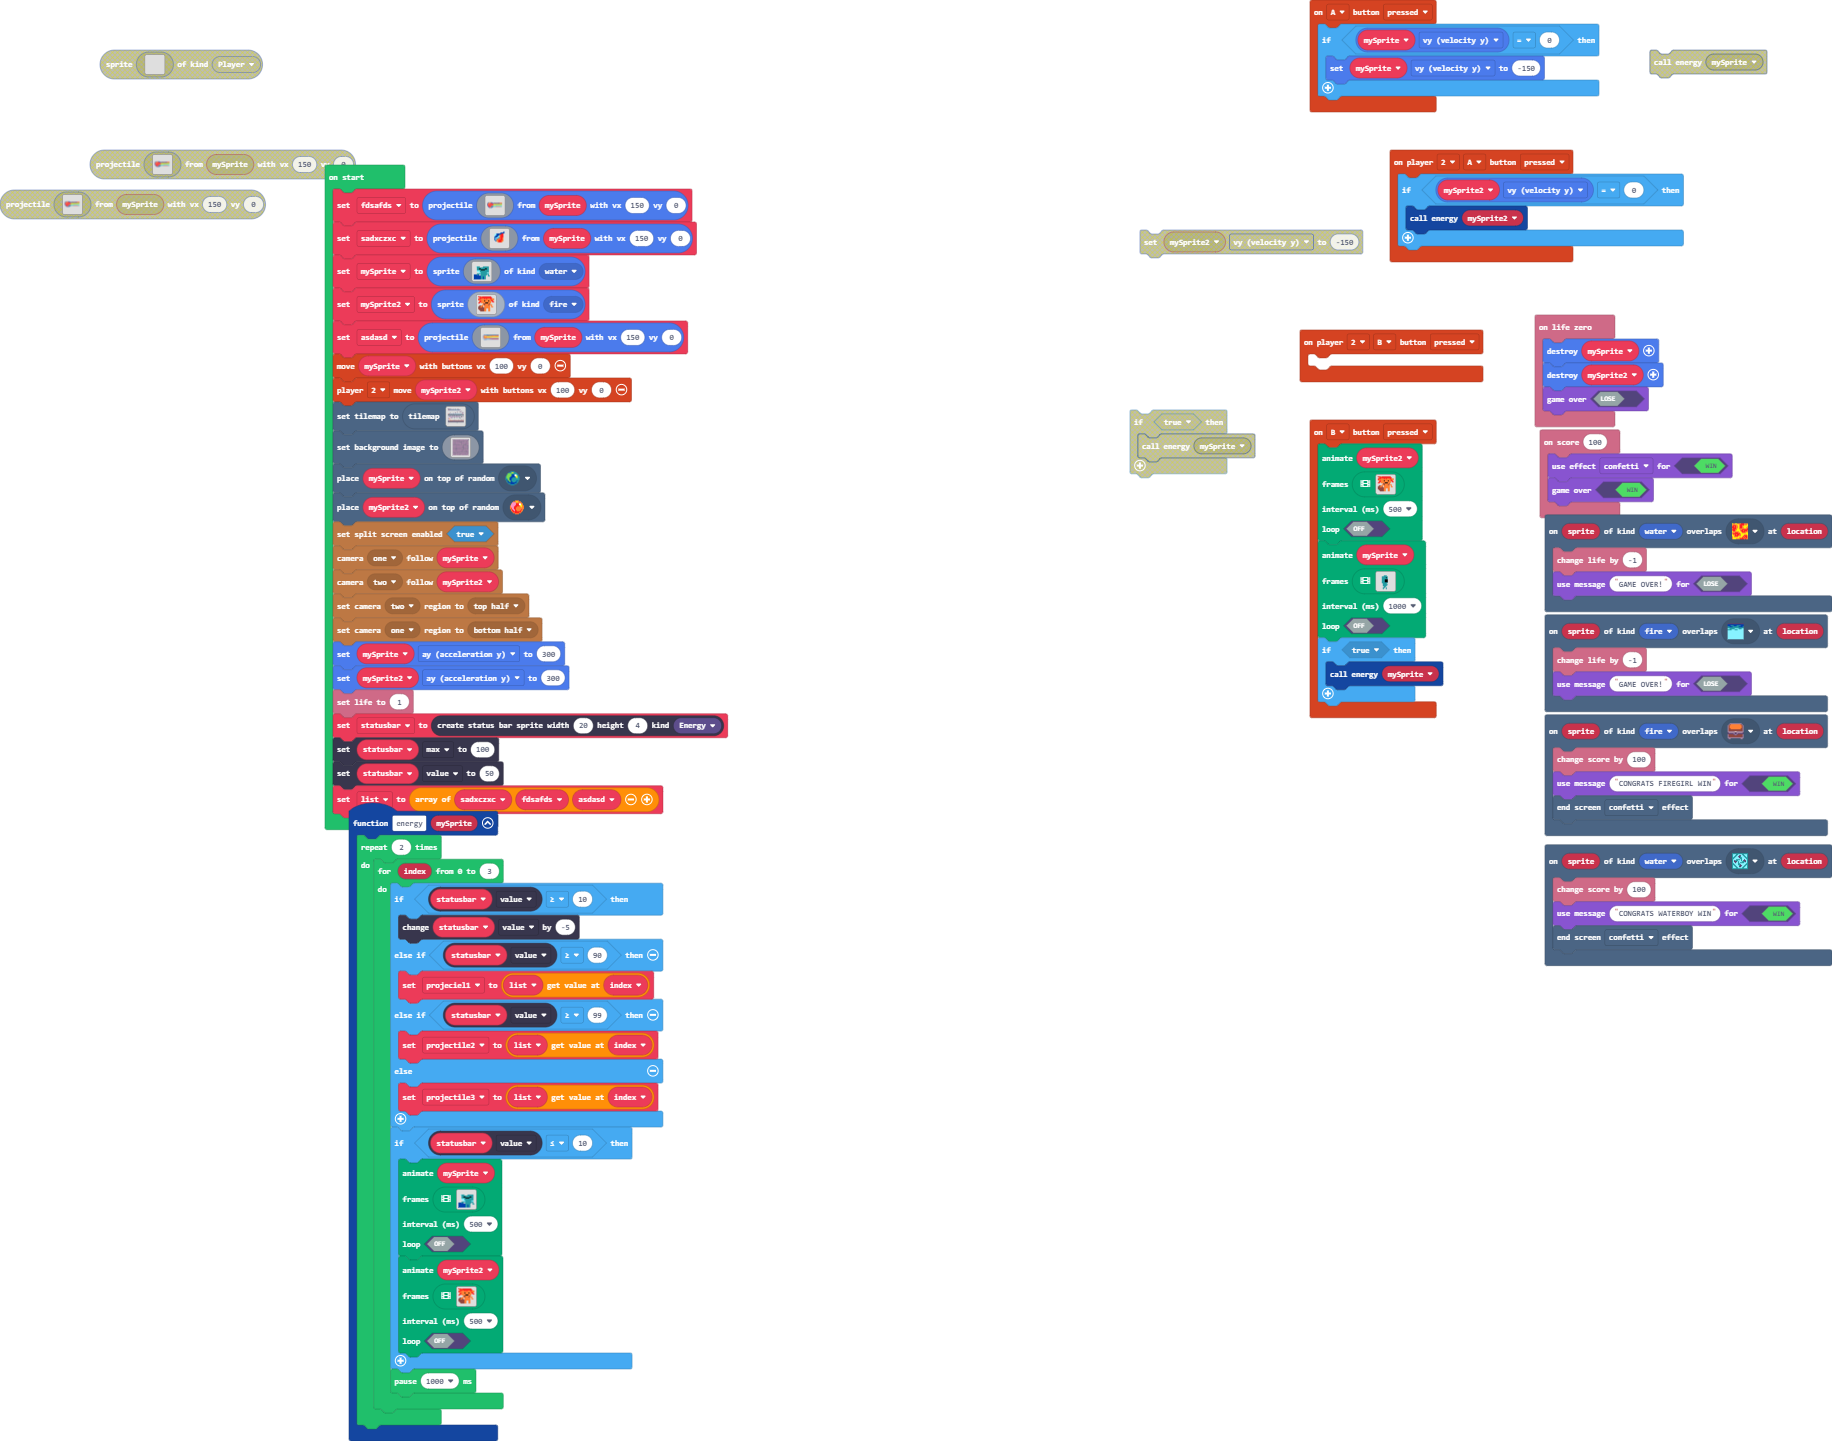 sprite of kind Player
projectile from mySprite with vx 150
projectile from mySprite with vx 150 vy 0
on start
set fdsafds to projectile from mySprite with vx 150 vy 0
set sadxczxc to projectile from mySprite with vx 150 vy 0
set mySprite to sprite of kind water
set mySprite2 to sprite of kind fire
set asdasd to projectile from mySprite with vx 150 vy 0
move mySprite with buttons vx 100 vy 0
player 2 move mySprite2 with buttons vx 100 vy 0
set tilemap to tilemap
set background image to
place mySprite on top of random
place mySprite2 on top of random
set split screen enabled true
camera one follow mySprite
camera two follow mySprite2
set camera two region to top half
set camera one region to bottom half
set mySprite ay (acceleration y) to 300
set mySprite2 ay (acceleration y) to 300
set life to 1
set statusbar to create status bar sprite width 20 height 4 kind Energy
set statusbar max to 100
set statusbar value to 50
set list to array of sadxczxc fdsafds asdasd
function energy mySprite
repeat 2 times
do
for index from 0 to 3
do
if statusbar value ≥ 10 then
change statusbar value by -5
else if statusbar value ≥ 90 then
set projeciel1 to list get value at index
else if statusbar value ≥ 99 then
set projectile2 to list get value at index
else
set projectile3 to list get value at index
if statusbar value ≤ 10 then
animate mySprite
frames
interval (ms) 500
loop OFF
animate mySprite2
frames
interval (ms) 500
loop OFF
pause 1000 ms
on A button pressed
if mySprite vy (velocity y) = 0 then
set mySprite vy (velocity y) to -150
call energy mySprite
on player 2 A button pressed
if mySprite2 vy (velocity y) = 0 then
call energy mySprite2
set mySprite2 vy (velocity y) to -150
on player 2 B button pressed
if true then
call energy mySprite
on B button pressed
animate mySprite2
frames
interval (ms) 500
loop OFF
animate mySprite
frames
interval (ms) 1000
loop OFF
if true then
call energy mySprite
on life zero
destroy mySprite
destroy mySprite2
game over LOSE
on score 100
use effect confetti for WIN
game over WIN
on sprite of kind water overlaps at location
change life by -1
use message "GAME OVER!" for LOSE
on sprite of kind fire overlaps at location
change life by -1
use message "GAME OVER!" for LOSE
on sprite of kind fire overlaps at location
change score by 100
use message "CONGRATS FIREGIRL WIN" for WIN
end screen confetti effect
on sprite of kind water overlaps at location
change score by 100
use message "CONGRATS WATERBOY WIN" for WIN
end screen confetti effect